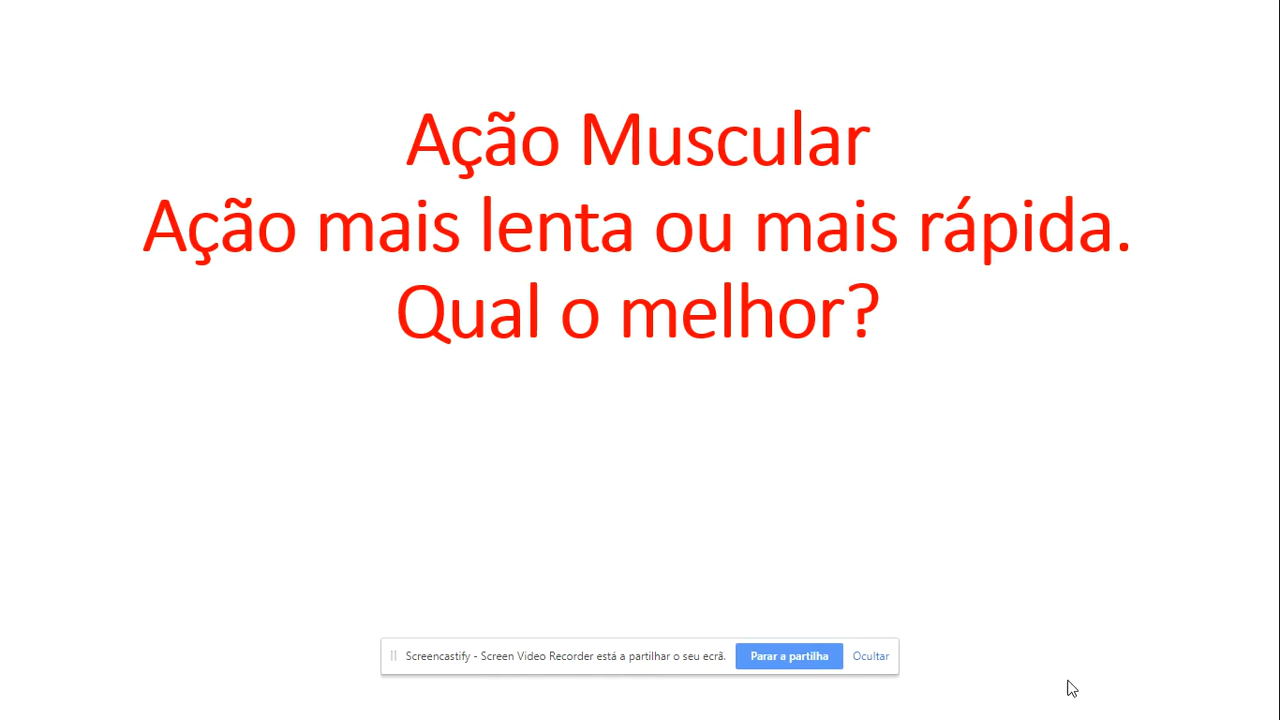 Ação Muscular
Ação mais lenta ou mais rápida.
Qual o melhor?
Screencastify - Screen Video Recorder está a partilhar o seu ecrã. Parar a partilha Ocultar